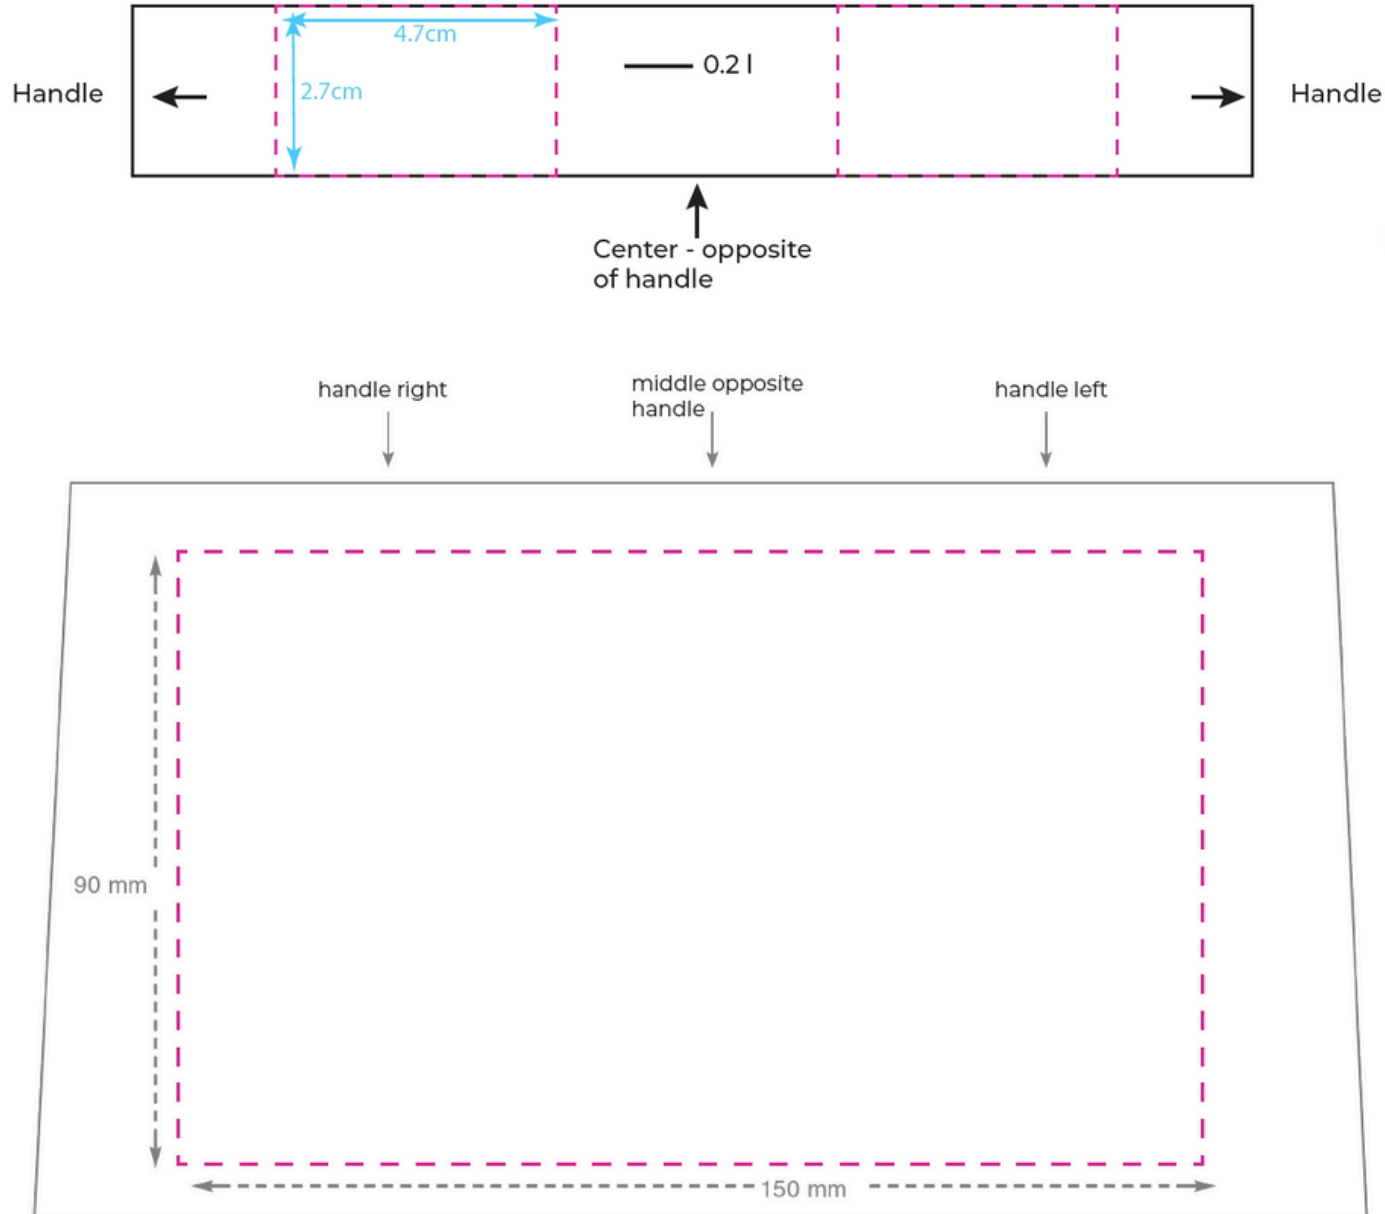 4.7cm
0.2 l
Handle
2.7cm
Handle
Center - opposite
of handle
handle right
middle opposite
handle
handle left
90 mm
150 mm